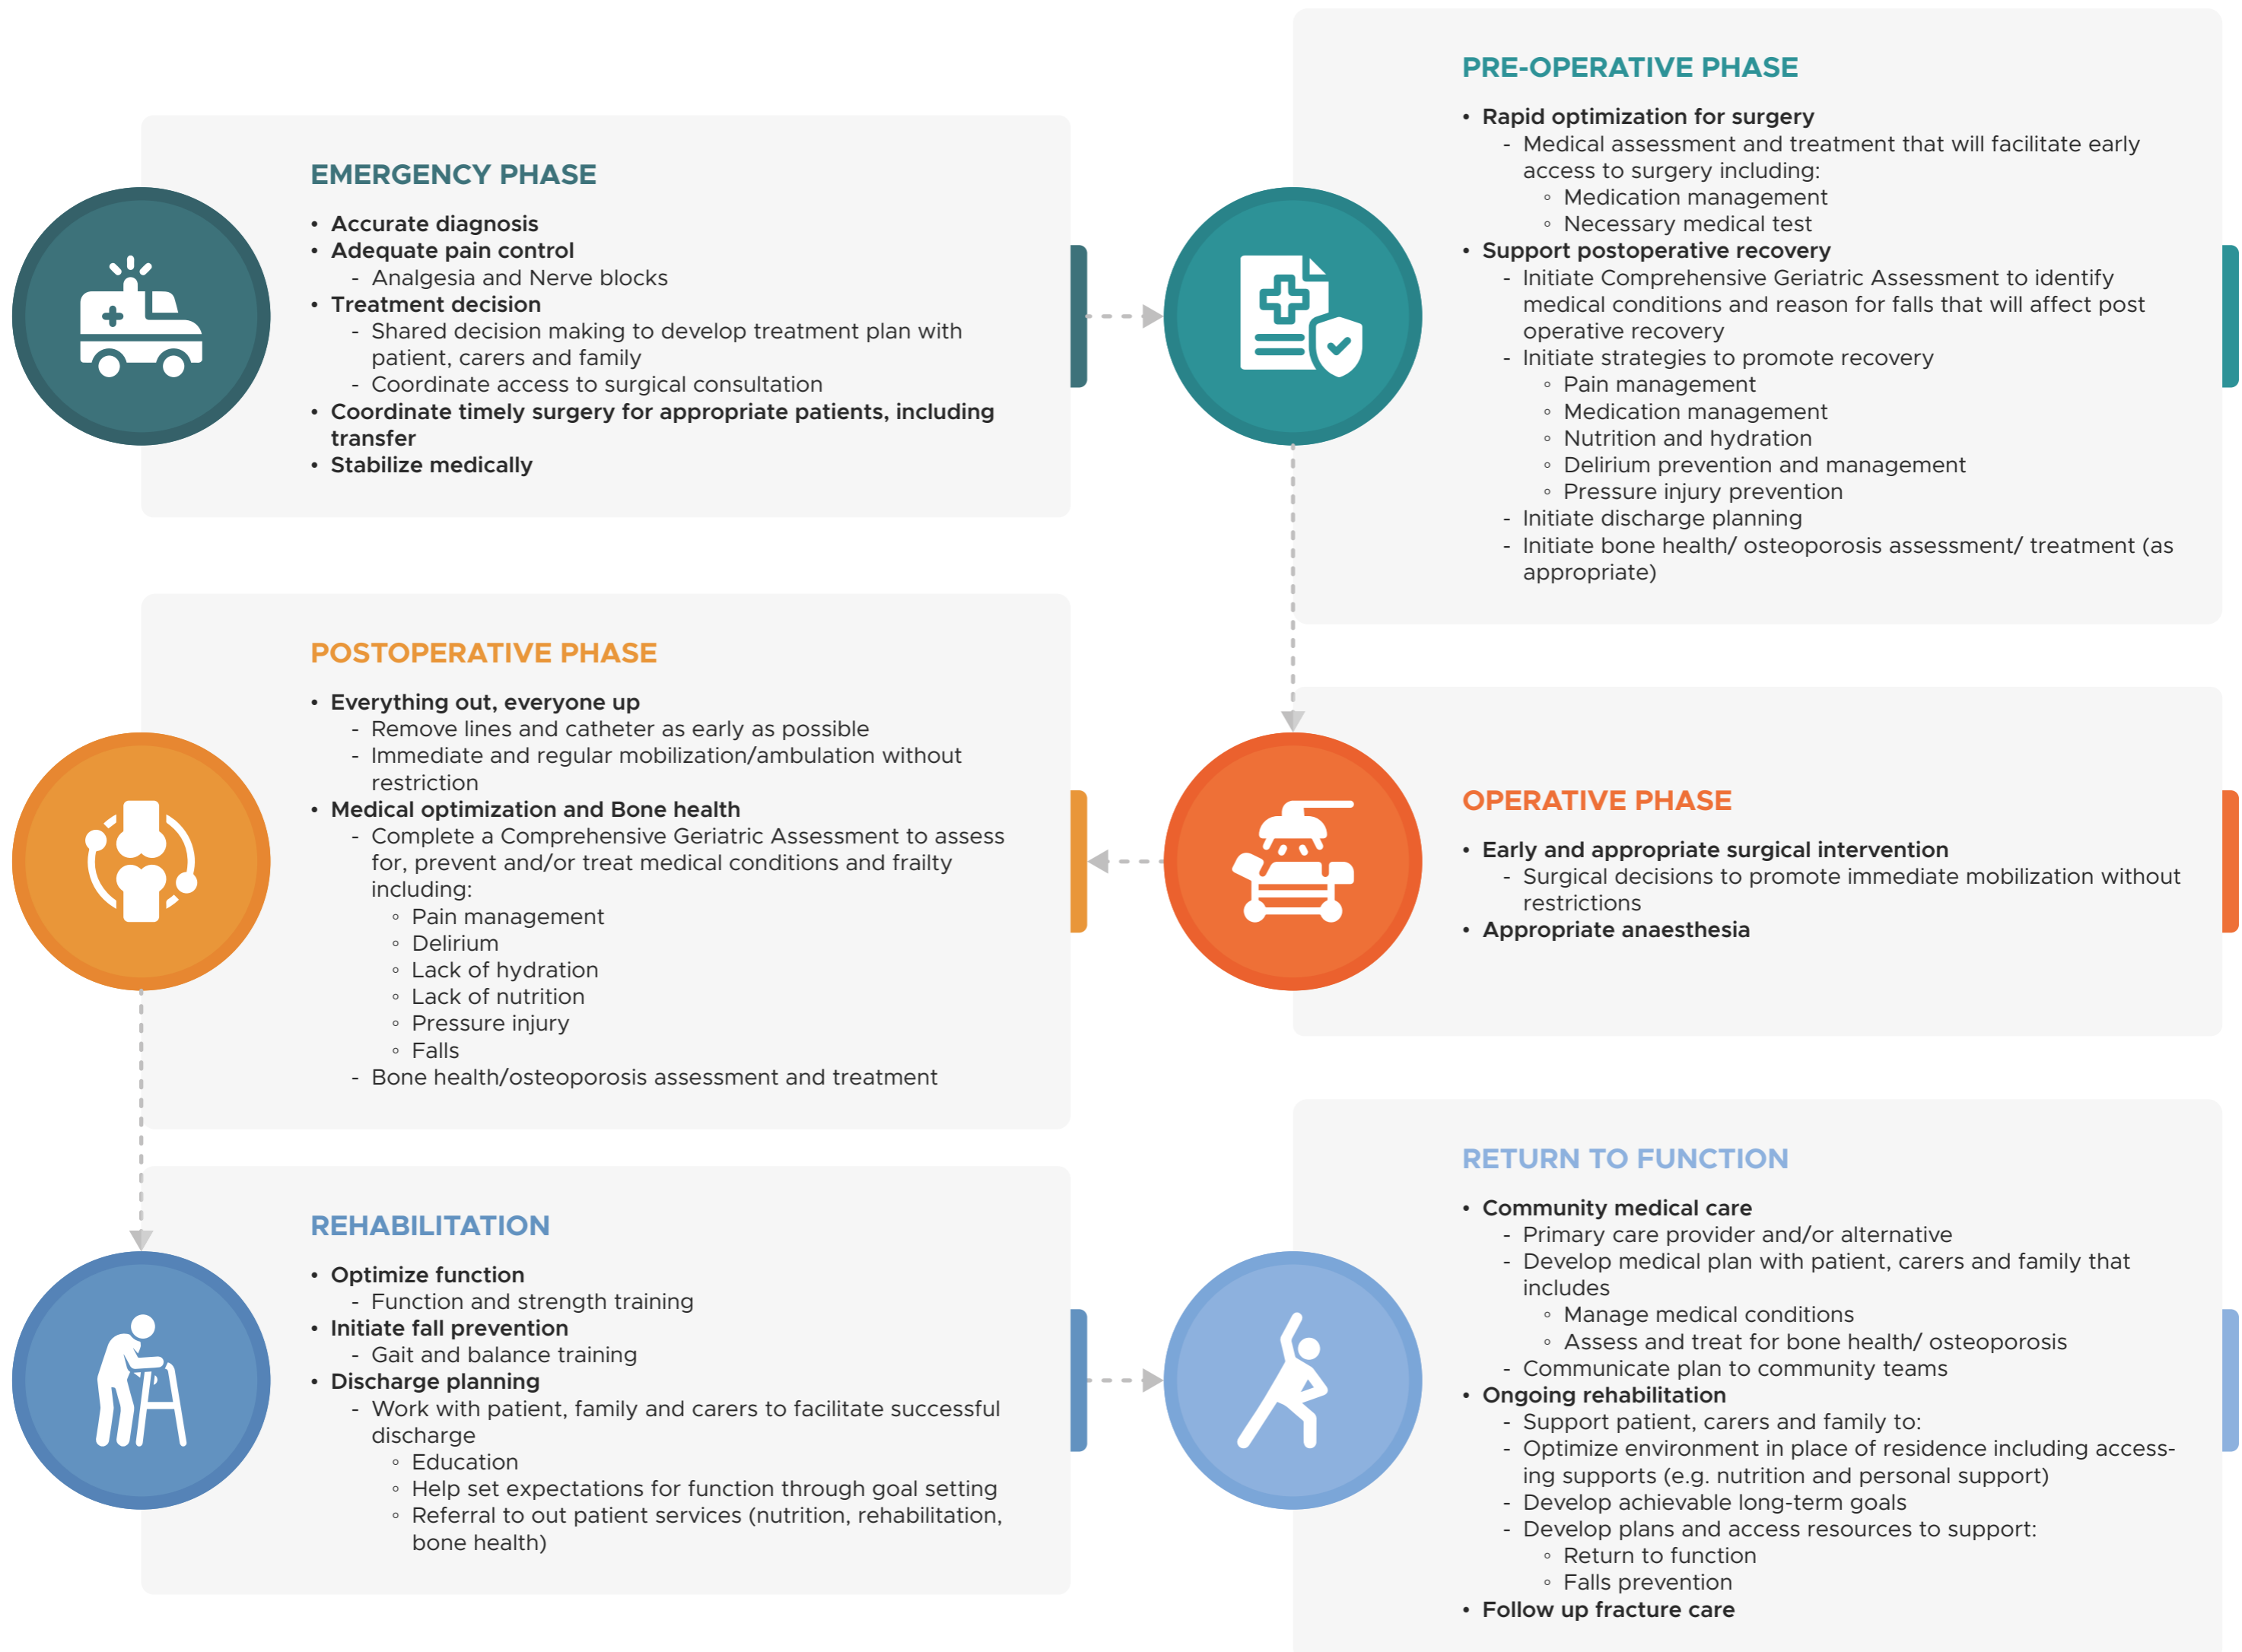 EMERGENCY PHASE
• Accurate diagnosis
• Adequate pain control
- Analgesia and Nerve blocks
• Treatment decision
- Shared decision making to develop treatment plan with
patient, carers and family
- Coordinate access to surgical consultation
• Coordinate timely surgery for appropriate patients, including
transfer
• Stabilize medically
PRE-OPERATIVE PHASE
• Rapid optimization for surgery
- Medical assessment and treatment that will facilitate early
access to surgery including:
◦ Medication management
◦ Necessary medical test
• Support postoperative recovery
- Initiate Comprehensive Geriatric Assessment to identify
medical conditions and reason for falls that will affect post
operative recovery
- Initiate strategies to promote recovery
◦ Pain management
◦ Medication management
◦ Nutrition and hydration
◦ Delirium prevention and management
◦ Pressure injury prevention
- Initiate discharge planning
- Initiate bone health/ osteoporosis assessment/ treatment (as
appropriate)
OPERATIVE PHASE
• Early and appropriate surgical intervention
- Surgical decisions to promote immediate mobilization without
restrictions
• Appropriate anaesthesia
POSTOPERATIVE PHASE
• Everything out, everyone up
- Remove lines and catheter as early as possible
- Immediate and regular mobilization/ambulation without
restriction
• Medical optimization and Bone health
- Complete a Comprehensive Geriatric Assessment to assess
for, prevent and/or treat medical conditions and frailty
including:
◦ Pain management
◦ Delirium
◦ Lack of hydration
◦ Lack of nutrition
◦ Pressure injury
◦ Falls
- Bone health/osteoporosis assessment and treatment
REHABILITATION
• Optimize function
- Function and strength training
• Initiate fall prevention
- Gait and balance training
• Discharge planning
- Work with patient, family and carers to facilitate successful
discharge
◦ Education
◦ Help set expectations for function through goal setting
◦ Referral to out patient services (nutrition, rehabilitation,
bone health)
RETURN TO FUNCTION
• Community medical care
- Primary care provider and/or alternative
- Develop medical plan with patient, carers and family that
includes
◦ Manage medical conditions
◦ Assess and treat for bone health/ osteoporosis
- Communicate plan to community teams
• Ongoing rehabilitation
- Support patient, carers and family to:
- Optimize environment in place of residence including access-
ing supports (e.g. nutrition and personal support)
- Develop achievable long-term goals
- Develop plans and access resources to support:
◦ Return to function
◦ Falls prevention
• Follow up fracture care